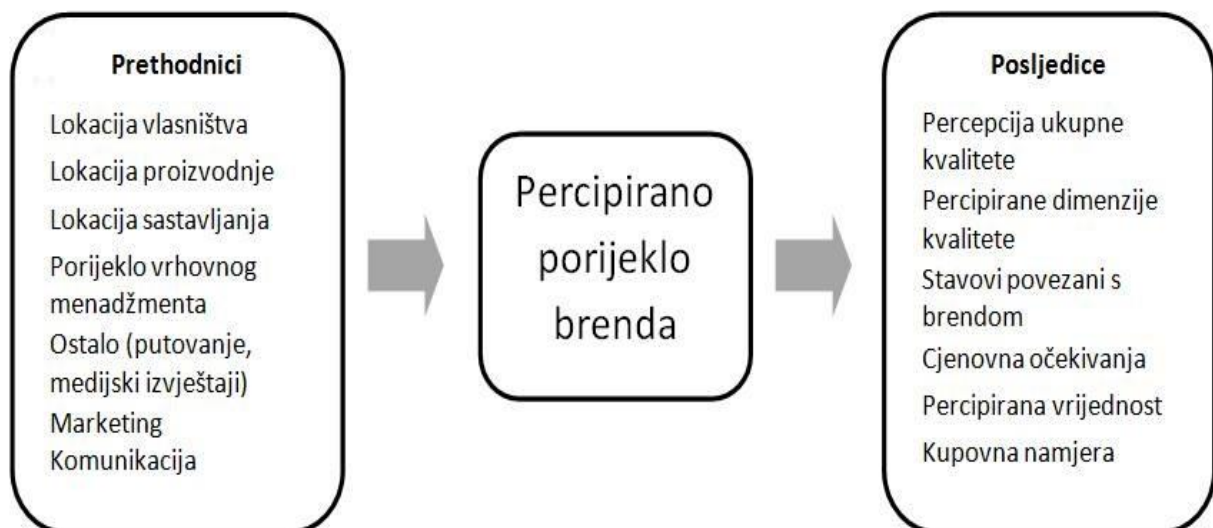 Prethodnici
Lokacija vlasništva
Lokacija proizvodnje
Lokacija sastavljanja
Porijeklo vrhovnog
menadžmenta
Ostalo (putovanje,
medijski izvještaji)
Marketing
Komunikacija
Percipirano
porijeklo
brenda
Posljedice
Percepcija ukupne
kvalitete
Percipirane dimenzije
kvalitete
Stavovi povezani s
brendom
Cjenovna očekivanja
Percipirana vrijednost
Kupovna namjera